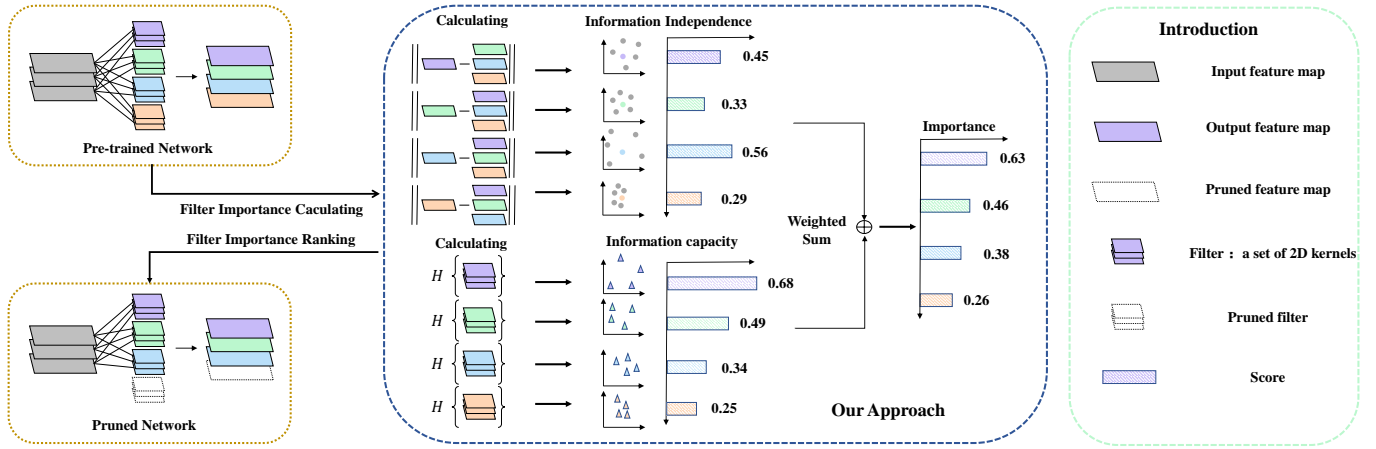 Pre-trained Network
Filter Importance Caculating
Filter Importance Ranking
Pruned Network
Calculating
Information Independence
0.45
0.33
0.56
0.29
Calculating
Information capacity
H
0.68
H
0.49
H
0.34
H
0.25
Weighted
Sum
Importance
0.63
0.46
0.38
0.26
Our Approach
Introduction
Input feature map
Output feature map
Pruned feature map
Filter ：a set of 2D kernels
Pruned filter
Score